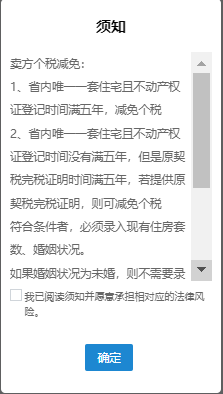 须知
卖方个税减免：
1、省内唯一一套住宅且不动产权
证登记时间满五年，减免个税
2、省内唯一一套住宅且不动产权
证登记时间没有满五年，但是原契
税完税证明时间满五年，若提供原
契税完税证明，则可减免个税
符合条件者，必须录入现有住房套
数、婚姻状况。
如果婚姻状况为未婚，则不需要录
我已阅读须知并愿意承担相对应的法律风
险。
确定